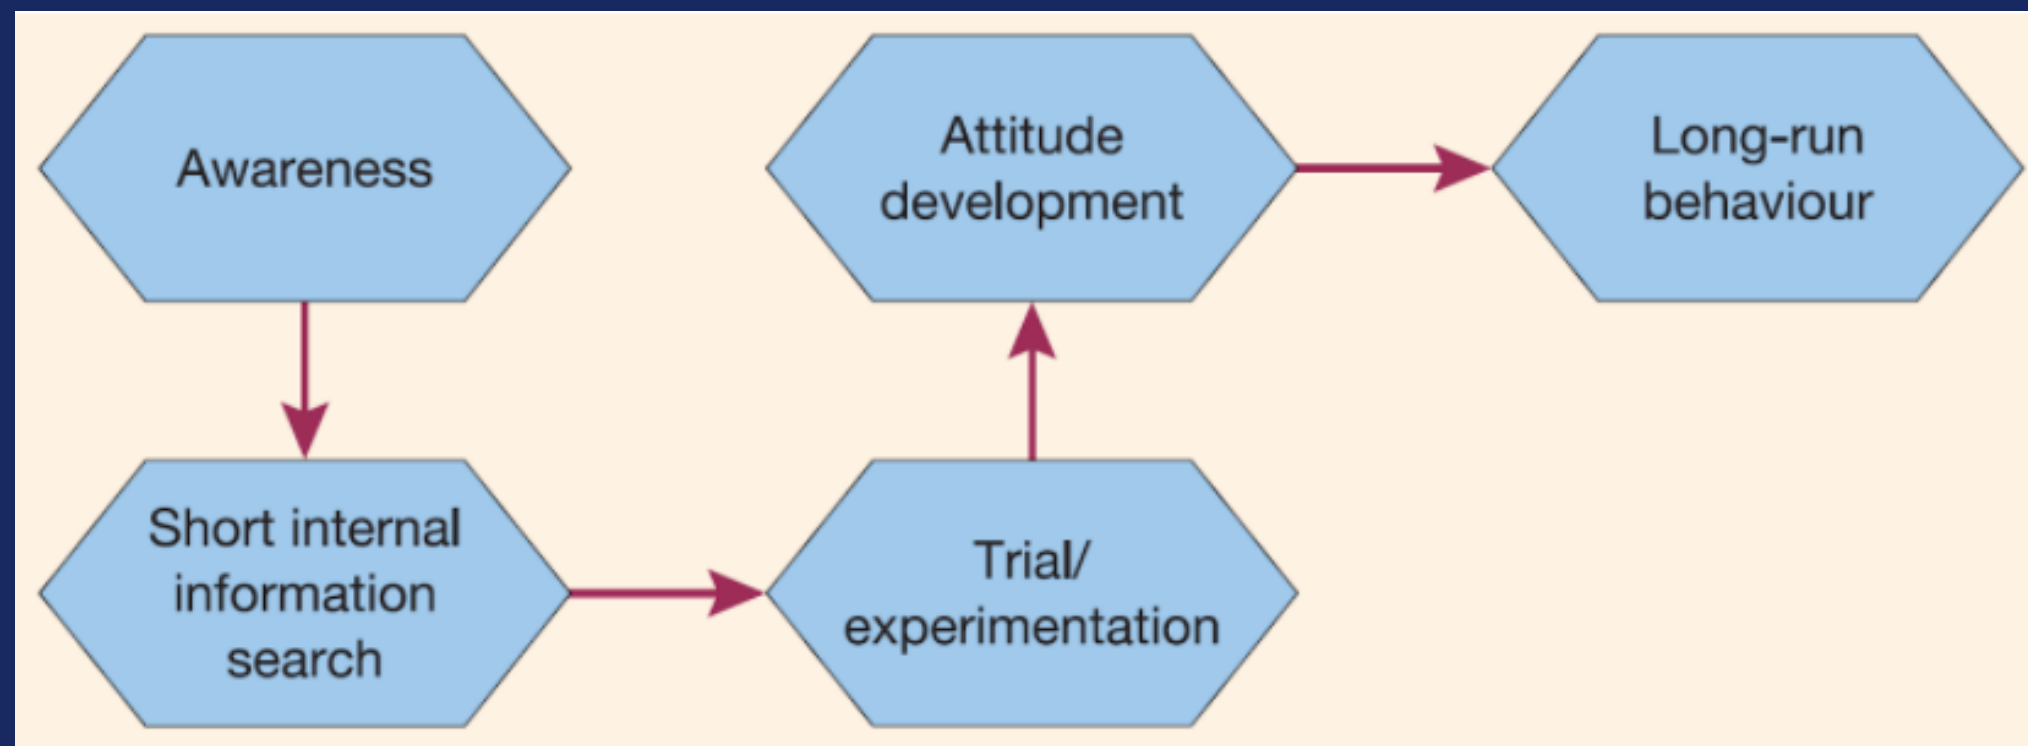 Awareness
Short internal
information
search
Trial/
experimentation
Attitude
development
Long-run
behaviour